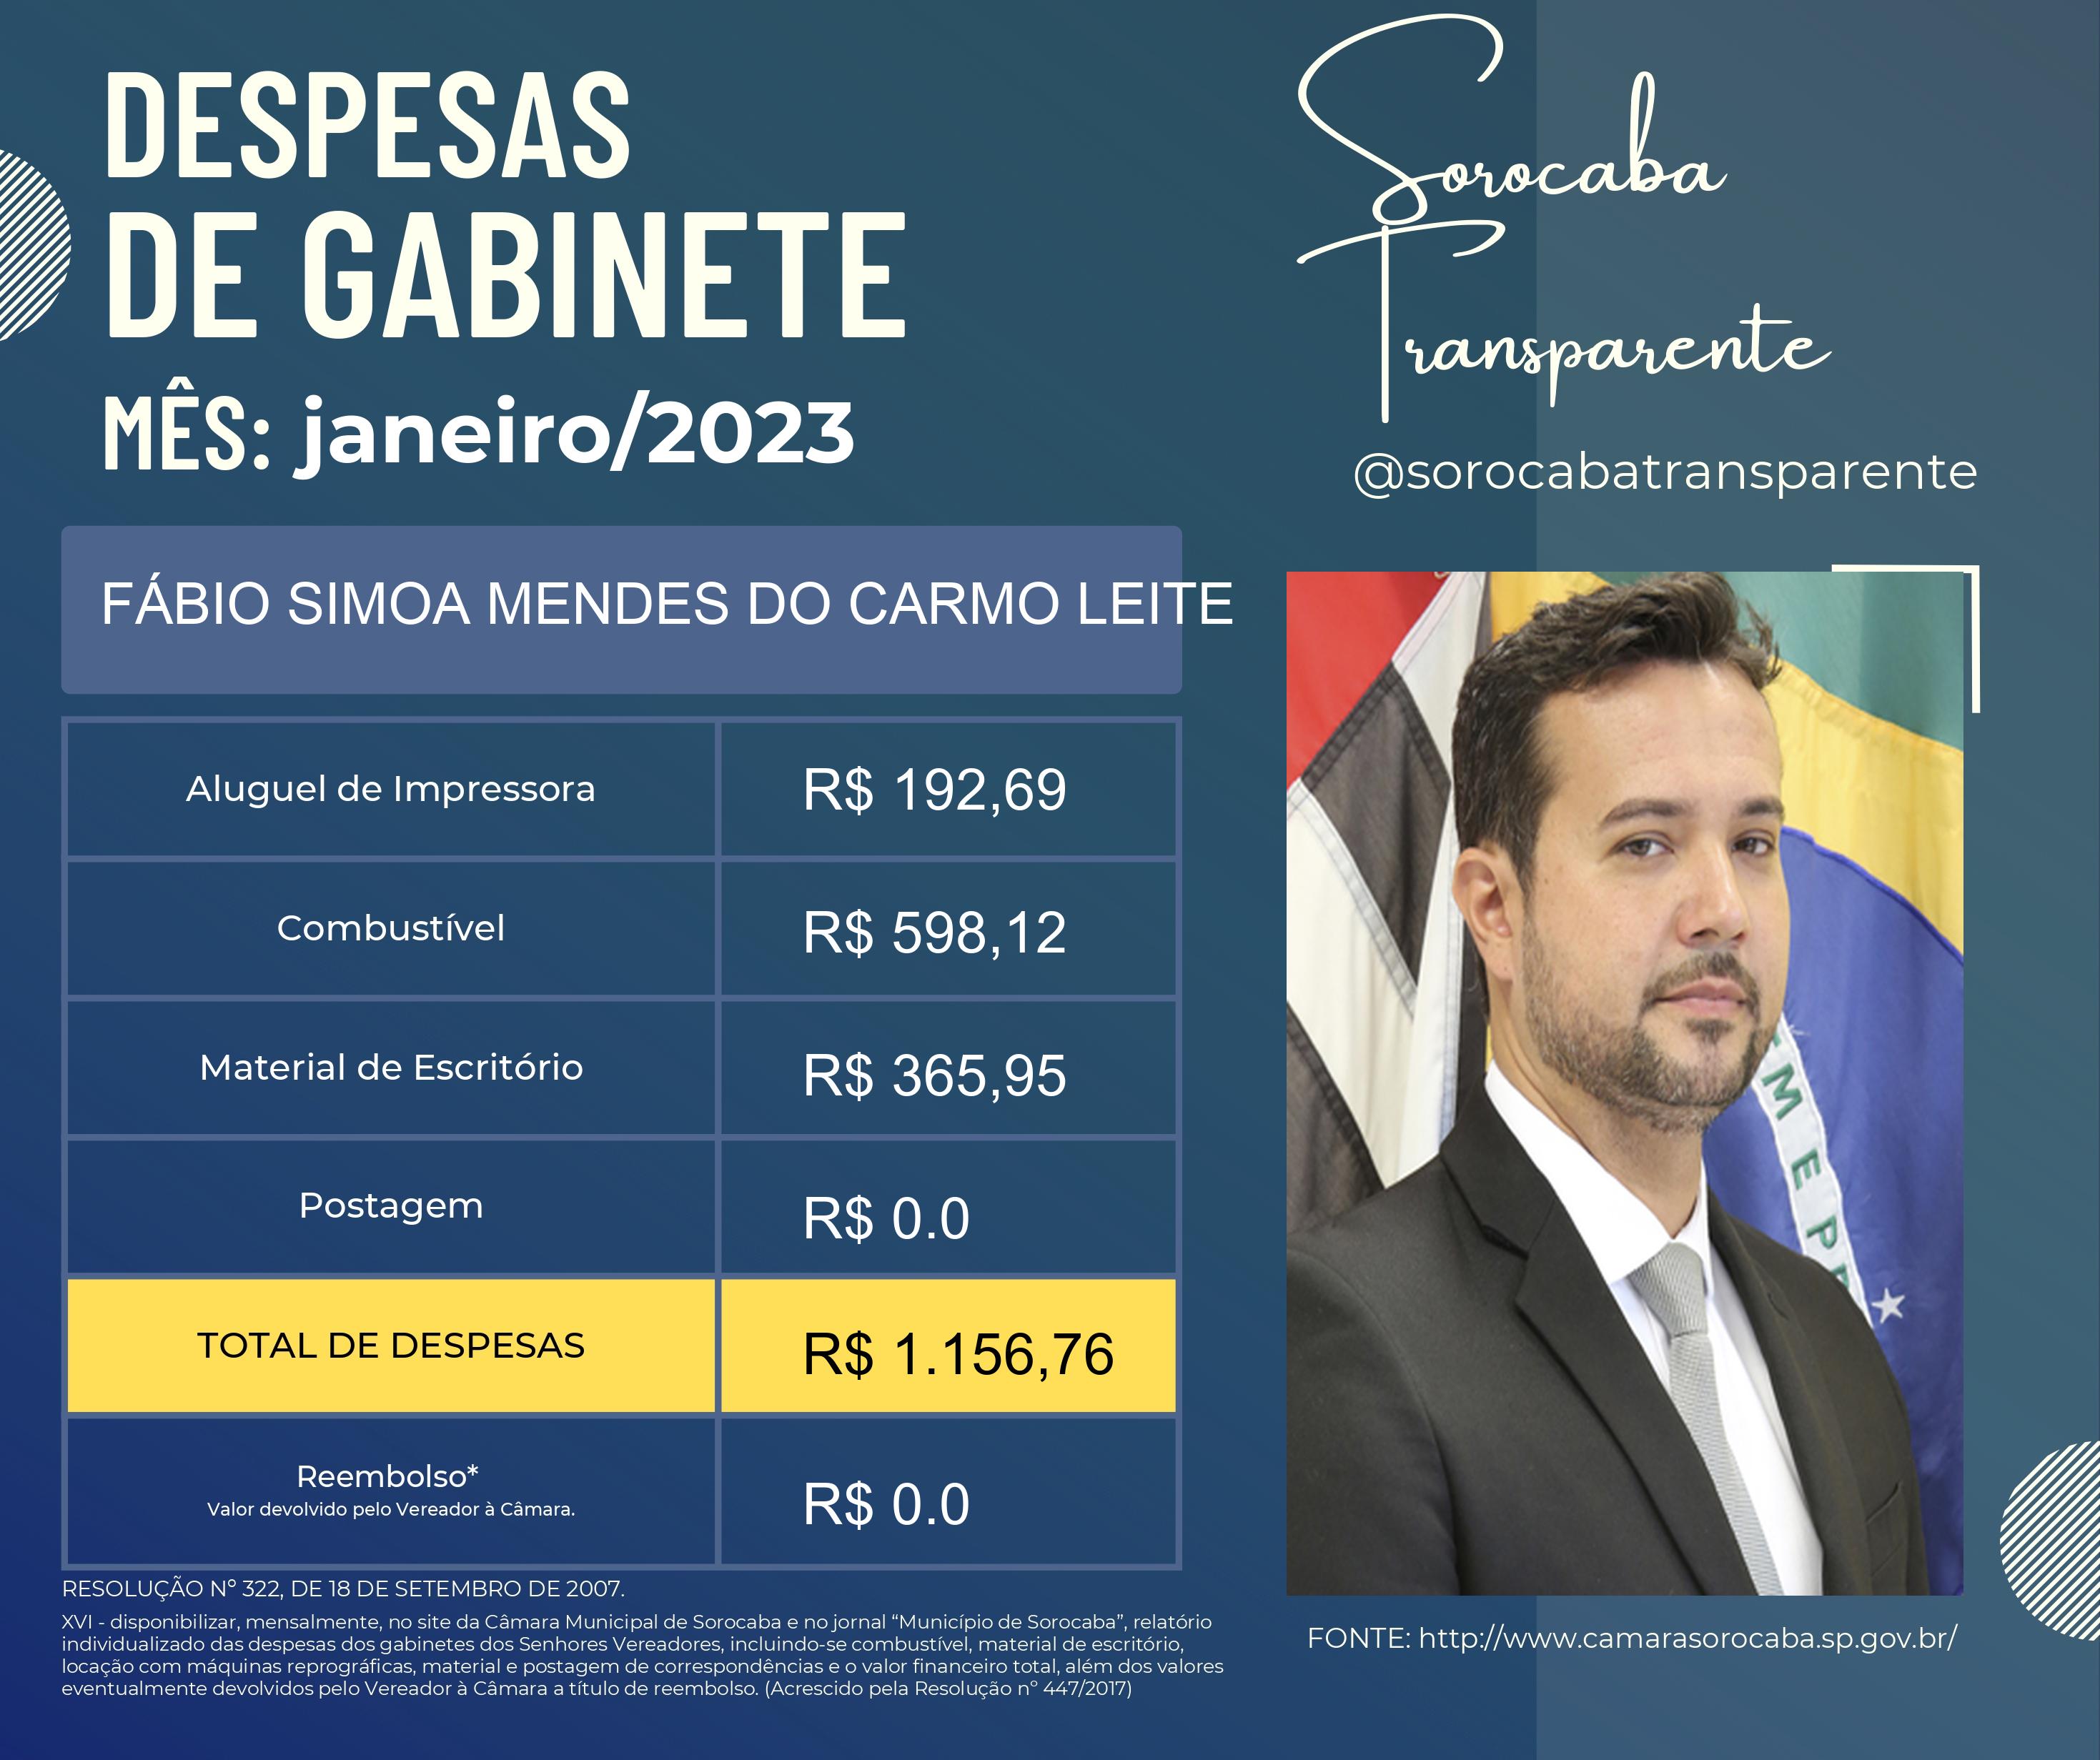 DESPESAS
DE GABINETE
MÊS: janeiro/2023
Sorocaba
Transparente
@sorocabatransparente
FÁBIO SIMOA MENDES DO CARMO LEITE
Aluguel de Impressora R$ 192,69
Combustível R$ 598,12
Material de Escritório R$ 365,95
Postagem R$ 0.0
TOTAL DE DESPESAS R$ 1.156,76
Reembolso* R$ 0.0
Valor devolvido pelo Vereador à Câmara.
RESOLUÇÃO Nº 322, DE 18 DE SETEMBRO DE 2007.
XVI - disponibilizar, mensalmente, no site da Câmara Municipal de Sorocaba e no jornal “Município de Sorocaba”, relatório
individualizado das despesas dos gabinetes dos Senhores Vereadores, incluindo-se combustível, material de escritório,
locação com máquinas reprográficas, material e postagem de correspondências e o valor financeiro total, além dos valores
eventualmente devolvidos pelo Vereador à Câmara a título de reembolso. (Acrescido pela Resolução nº 447/2017)
M E P
FONTE: http://www.camarasorocaba.sp.gov.br/